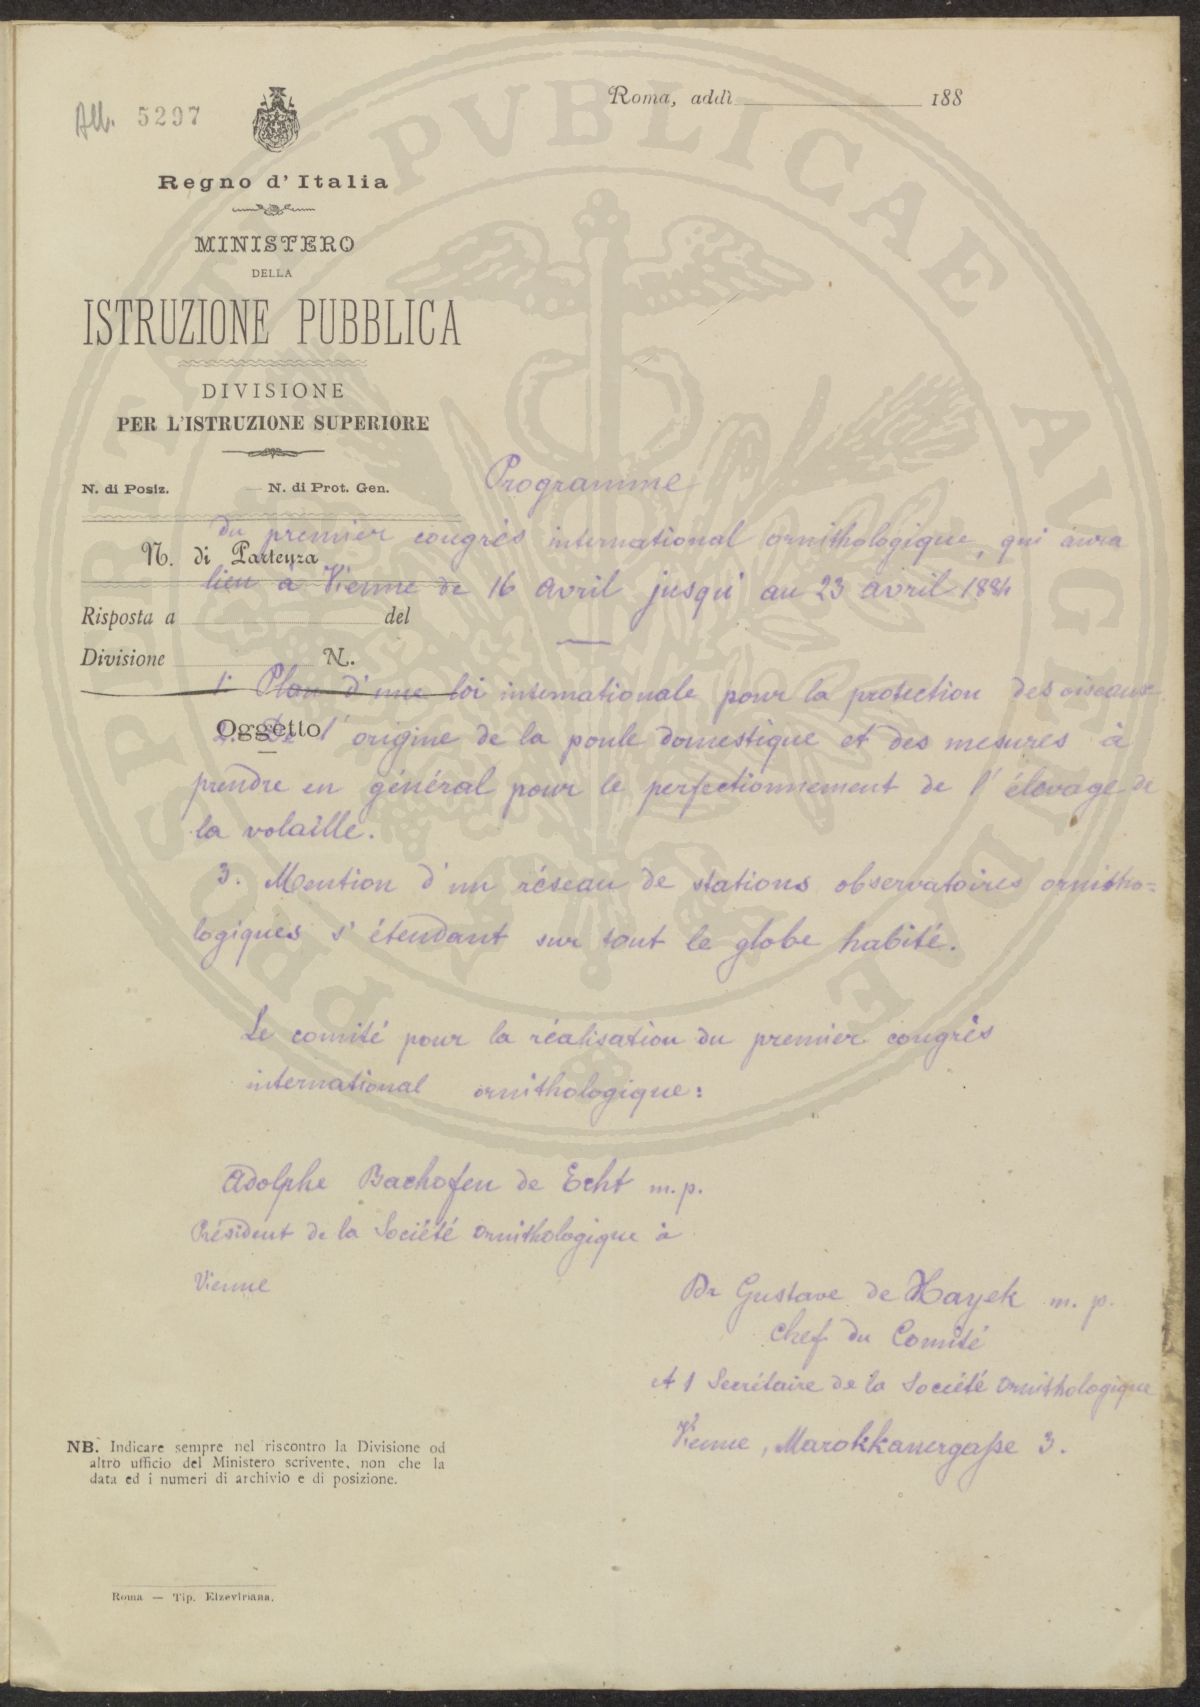 All. 5297
Roma, addì 188
Regno d'Italia
MINISTERO
DELLA
ISTRUZIONE PUBBLICA
DIVISIONE
PER L'ISTRUZIONE SUPERIORE
N. di Posiz. N. di Prot. Gen.
Programme
du premier congrès international ornithologique, qui aura
N. di Partenza
lieu à Vienne de 16 avril jusqu' au 23 avril 1884
Risposta a del
Divisione N.
1. Plan d'une loi internationale pour la protection des oiseaux
Oggetto
2. De l'origine de la poule domestique et des mesures à
prendre en général pour le perfectionnement de l'élevage de
la volaille.
3. Mention d'un réseau de stations observatoires ornitho=
logiques s'étendant sur tout le globe habité.
Le comité pour la réalisation du premier congrès
international ornithologique:
Adolphe Bachofen de Echt m.p.
Président de la Société Ornithologique à
Vienne
Dr Gustave de Hayek m. p.
Chef du Comité
et 1 Secrétaire de la Société Ornithologique
Vienne, Marokkanergaße 3.
NB. Indicare sempre nel riscontro la Divisione od
altro ufficio del Ministero scrivente, non che la
data ed i numeri di archivio e di posizione.
Roma — Tip. Elzeviriana.
PROSPERITATI PVBLICAE AVGENDAE